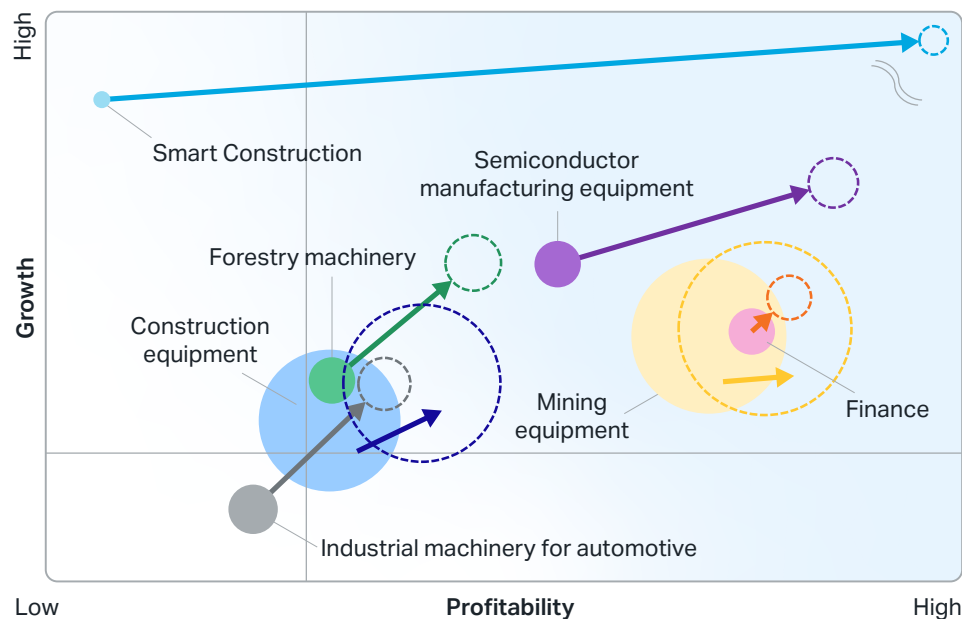 High
Smart Construction
Semiconductor
manufacturing equipment
Forestry machinery
Growth
Construction
equipment
Mining
equipment
Finance
Industrial machinery for automotive
Low
Profitability
High